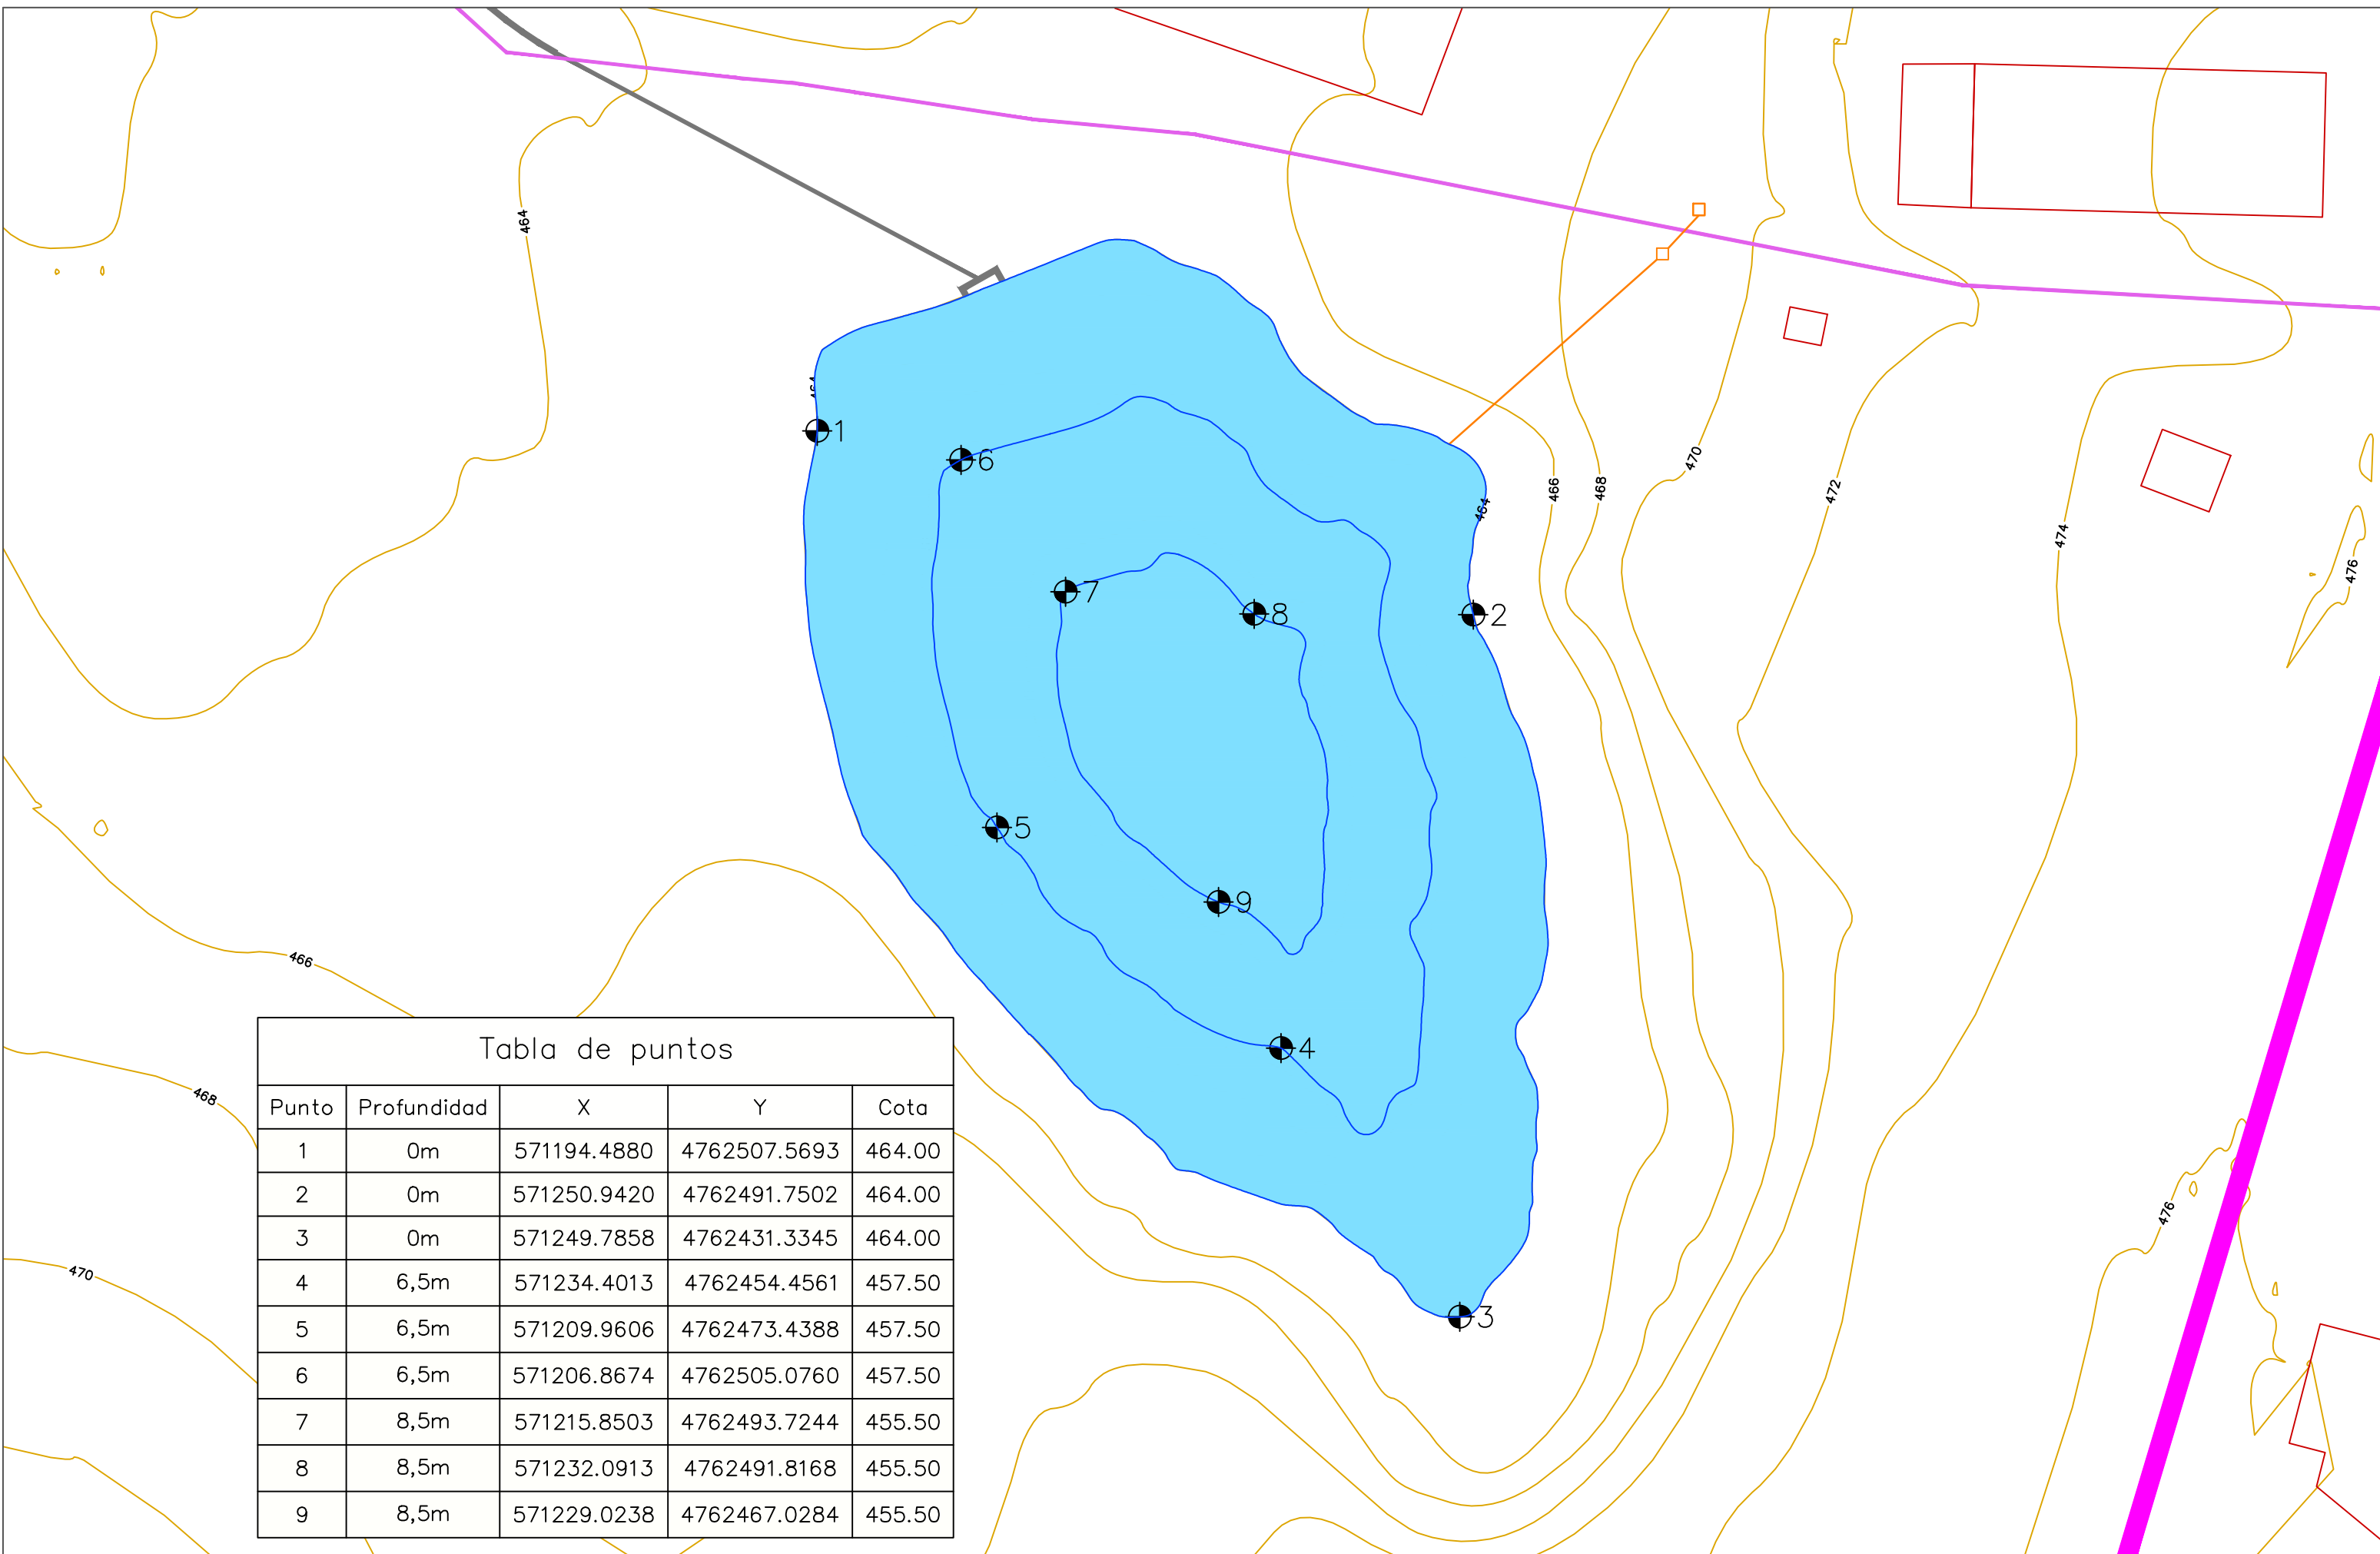 464
464
1
6
464
466
468
470
472
474
476
7
8
2
5
9
466
4
468
470
3
476
Tabla de puntos
Punto Profundidad X Y Cota
1 0m 571194.4880 4762507.5693 464.00
2 0m 571250.9420 4762491.7502 464.00
3 0m 571249.7858 4762431.3345 464.00
4 6,5m 571234.4013 4762454.4561 457.50
5 6,5m 571209.9606 4762473.4388 457.50
6 6,5m 571206.8674 4762505.0760 457.50
7 8,5m 571215.8503 4762493.7244 455.50
8 8,5m 571232.0913 4762491.8168 455.50
9 8,5m 571229.0238 4762467.0284 455.50